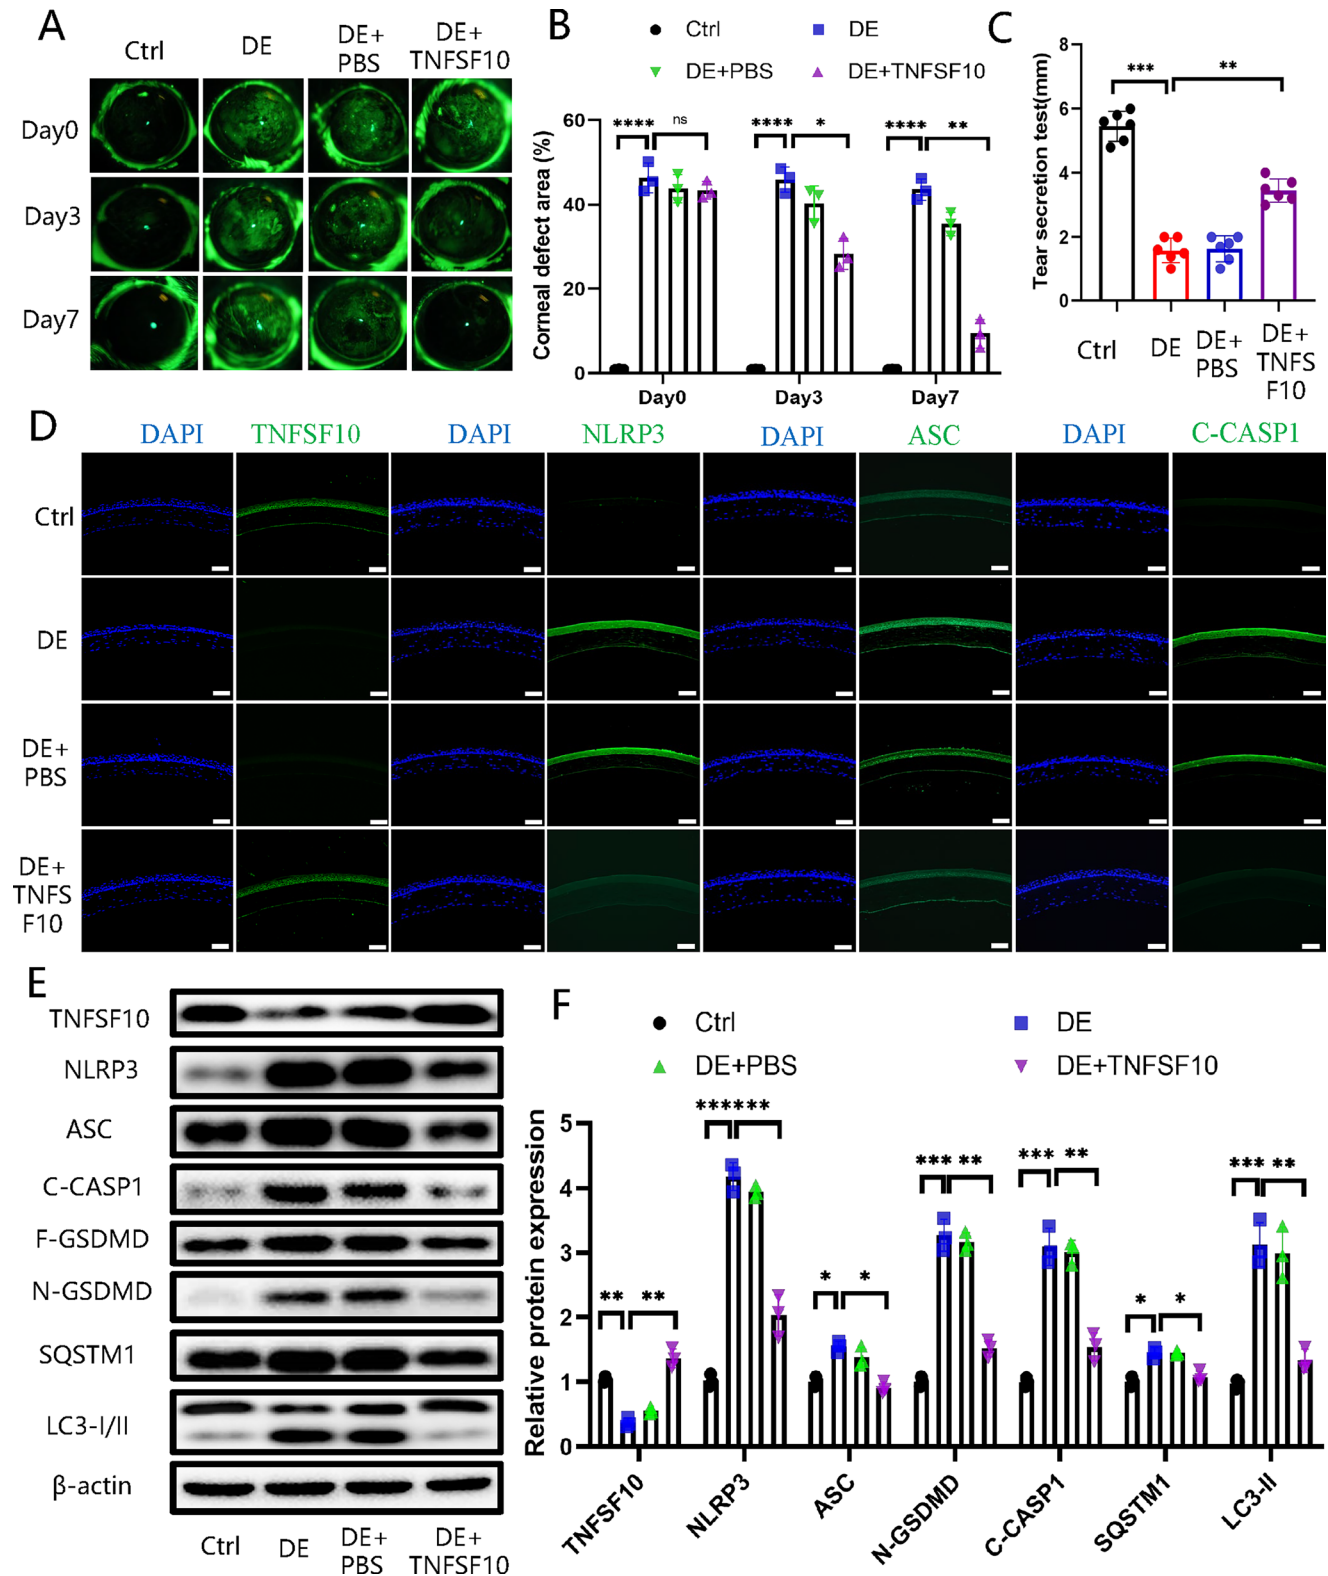 A
Ctrl
DE
DE+
PBS
DE+
TNFSF10
Day0
Day3
Day7
B
Ctrl
DE
DE+PBS
DE+TNFSF10
Corneal defect area (%)
60
40
20
0
**** ns
**** *
**** **
Day0
Day3
Day7
C
Tear secretion test(mm)
8
6
4
2
0
*** **
Ctrl
DE
DE+
PBS
DE+
TNFS
F10
D
DAPI TNFSF10 DAPI NLRP3 DAPI ASC DAPI C-CASP1
Ctrl
DE
DE+
PBS
DE+
TNFS
F10
E
TNFSF10
NLRP3
ASC
C-CASP1
F-GSDMD
N-GSDMD
SQSTM1
LC3-I/II
β-actin
Ctrl
DE
DE+
PBS
DE+
TNFSF10
F
Ctrl
DE
DE+PBS
DE+TNFSF10
Relative protein expression
5
4
3
2
1
0
** **
*** ***
* *
*** **
*** **
* *
*** **
TNFSF10
NLRP3
ASC
N-GSDMD
C-CASP1
SQSTM1
LC3-II